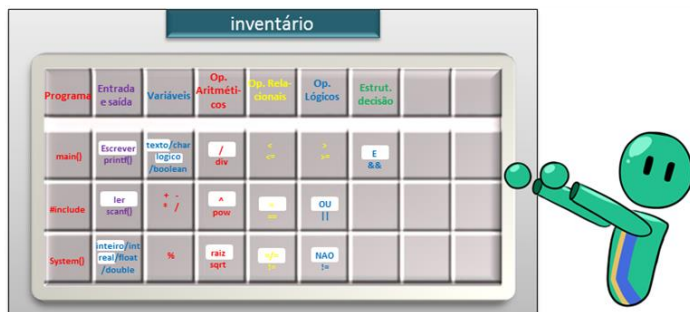 inventário
Programa
Entrada
e saída
Variáveis
Op.
Aritméti-
cos
Op. Rela-
cionais
Op.
Lógicos
Estrut.
decisão
main()
Escrever
printf()
texto/char
logico
/boolean
/
div
<
<=
>
>=
E
&&
#include
ler
scanf()
+ -
* /
^
pow
=
==
OU
||
System()
inteiro/int
real/float
/double
%
raiz
sqrt
!=
NAO
!=